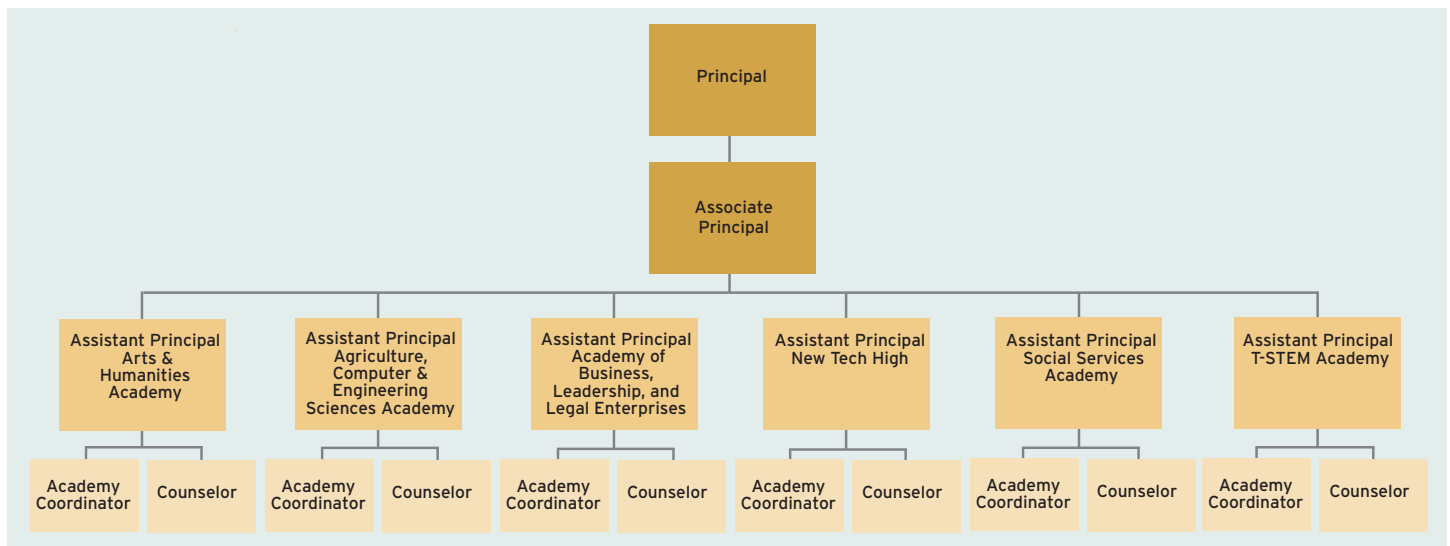 Principal
Associate
Principal
Assistant Principal
Arts &
Humanities
Academy
Assistant Principal
Agriculture,
Computer &
Engineering
Sciences Academy
Assistant Principal
Academy of
Business,
Leadership, and
Legal Enterprises
Assistant Principal
New Tech High
Assistant Principal
Social Services
Academy
Assistant Principal
T-STEM Academy
Academy
Coordinator
Counselor
Academy
Coordinator
Counselor
Academy
Coordinator
Counselor
Academy
Coordinator
Counselor
Academy
Coordinator
Counselor
Academy
Coordinator
Counselor